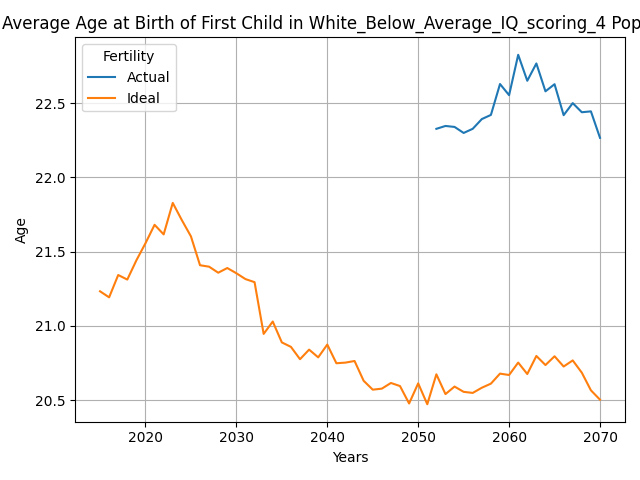 Average Age at Birth of First Child in White_Below_Average_IQ_scoring_4 Pop
Fertility
Actual
Ideal
22.5
22.0
21.5
21.0
20.5
Age
2020 2030 2040 2050 2060 2070
Years